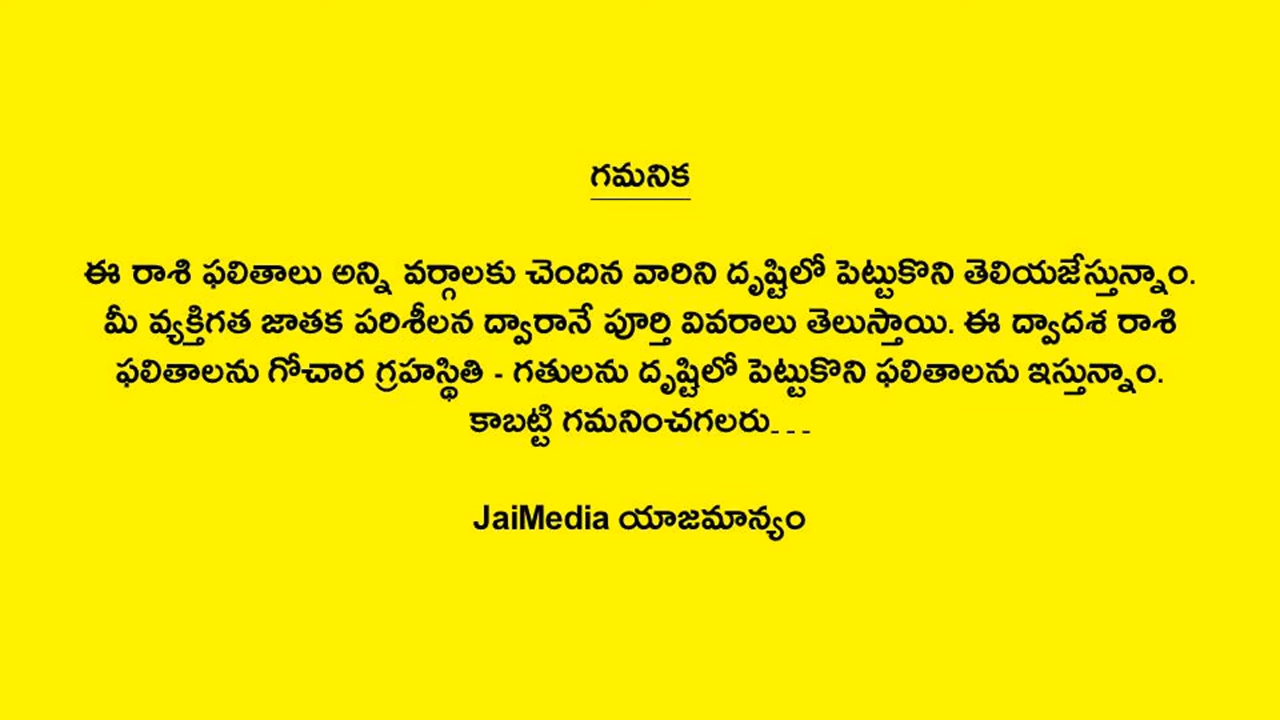 గమనిక
ఈ రాశి ఫలితాలు అన్ని వర్గాలకు చెందిన వారిని దృష్టిలో పెట్టుకొని తెలియజేస్తున్నాం.
మీ వ్యక్తిగత జాతక పరిశీలన ద్వారానే పూర్తి వివరాలు తెలుస్తాయి. ఈ ద్వాదశ రాశి
ఫలితాలను గోచార గ్రహస్థితి - గతులను దృష్టిలో పెట్టుకొని ఫలితాలను ఇస్తున్నాం.
కాబట్టి గమనించగలరు...
JaiMedia యాజమాన్యం